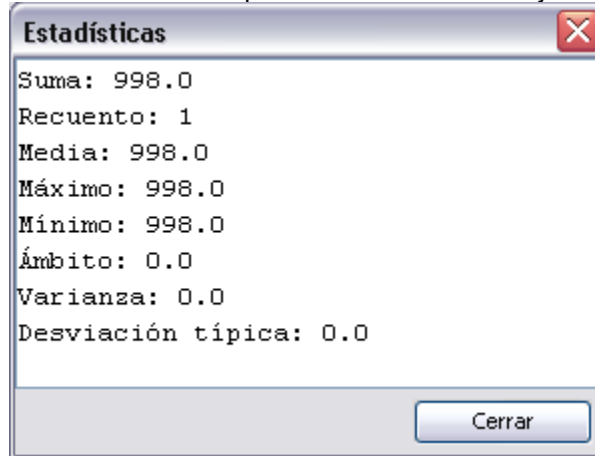 Estadísticas
Suma: 998.0
Recuento: 1
Media: 998.0
Máximo: 998.0
Mínimo: 998.0
Ámbito: 0.0
Varianza: 0.0
Desviación típica: 0.0
Cerrar